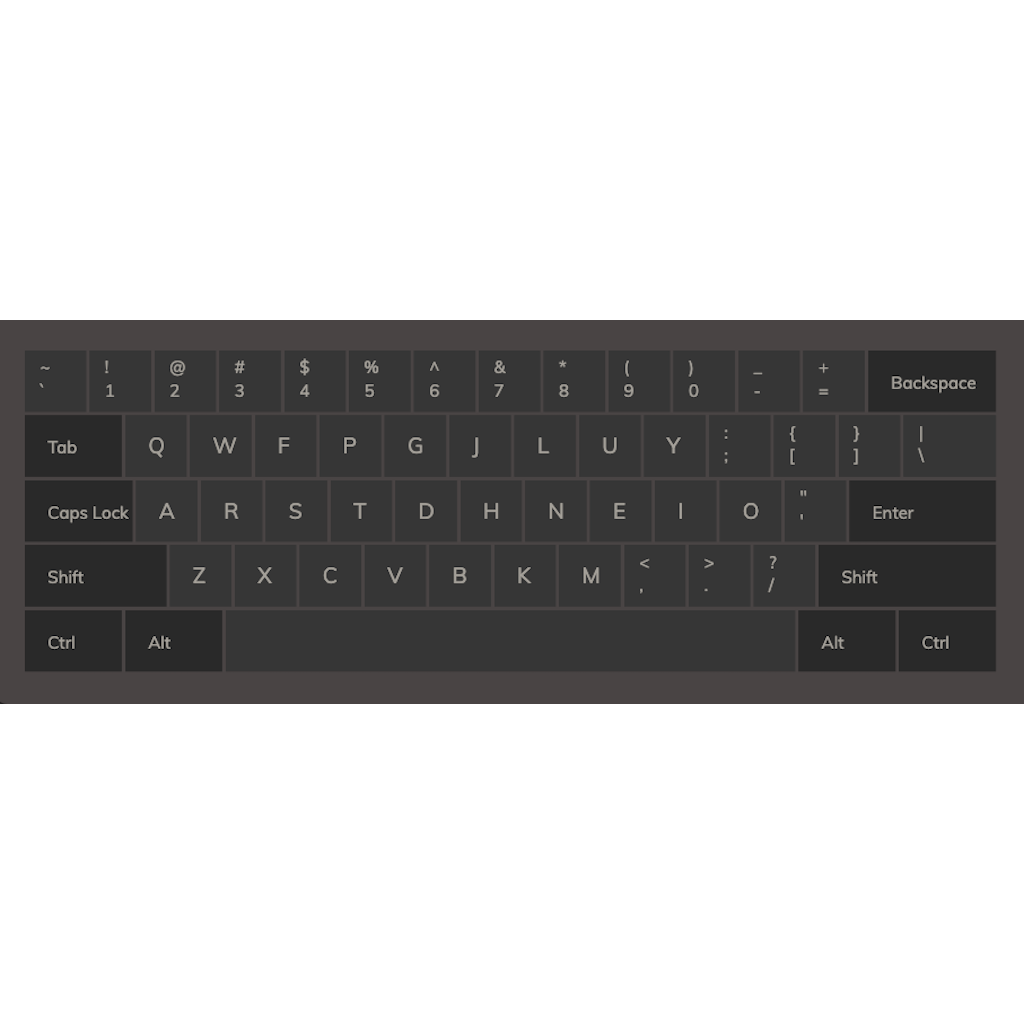 ~ ! @ # $ % ^ & * ( ) _ +
` 1 2 3 4 5 6 7 8 9 0 - = Backspace
Tab Q W F P G J L U Y : ; { [ } ] | \
Caps Lock A R S T D H N E I O " ' Enter
Shift Z X C V B K M < , > . ? / Shift
Ctrl Alt Alt Ctrl